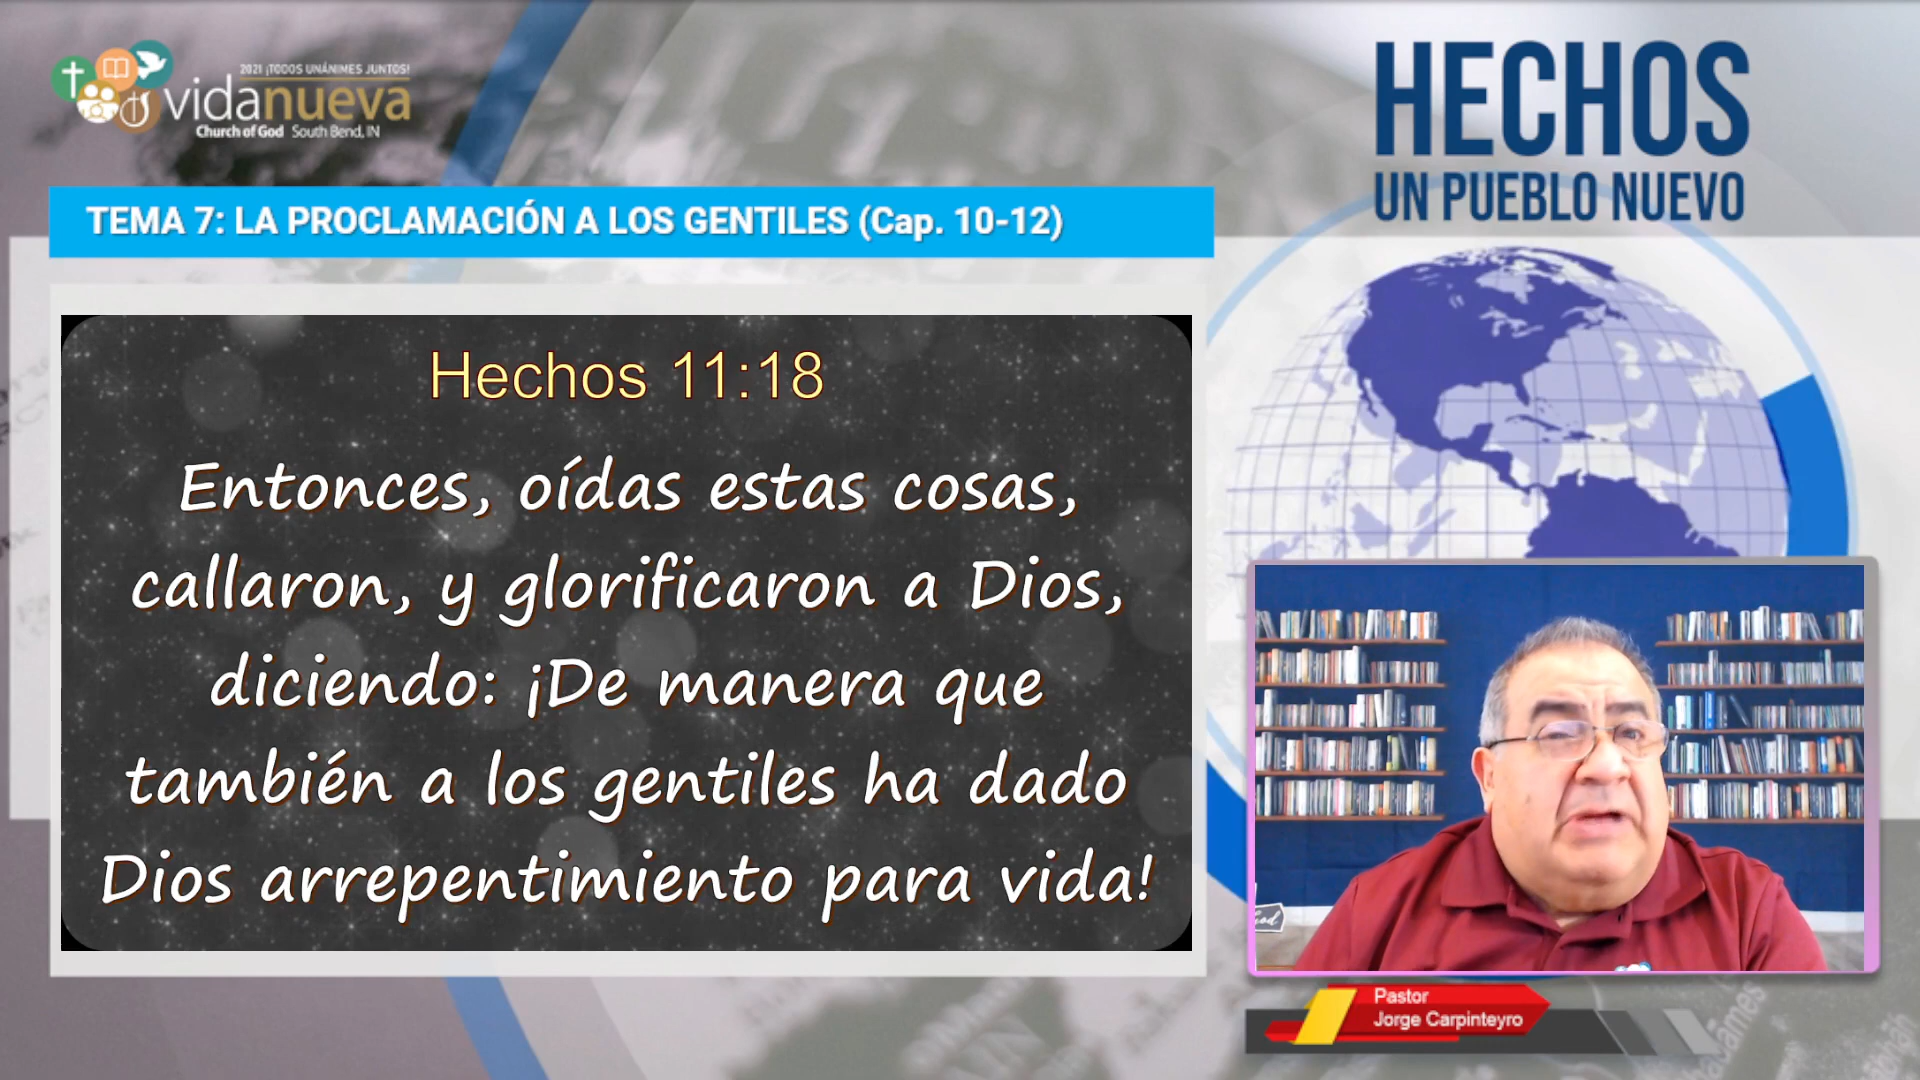 2021 ¡TODOS UNÁNIMES JUNTOS!
vidanueva
Church of God South Bend, IN
HECHOS
UN PUEBLO NUEVO
TEMA 7: LA PROCLAMACIÓN A LOS GENTILES (Cap. 10-12)
Hechos 11:18
Entonces, oídas estas cosas,
callaron, y glorificaron a Dios,
diciendo: ¡De manera que
también a los gentiles ha dado
Dios arrepentimiento para vida!
Pastor
Jorge Carpinteyro